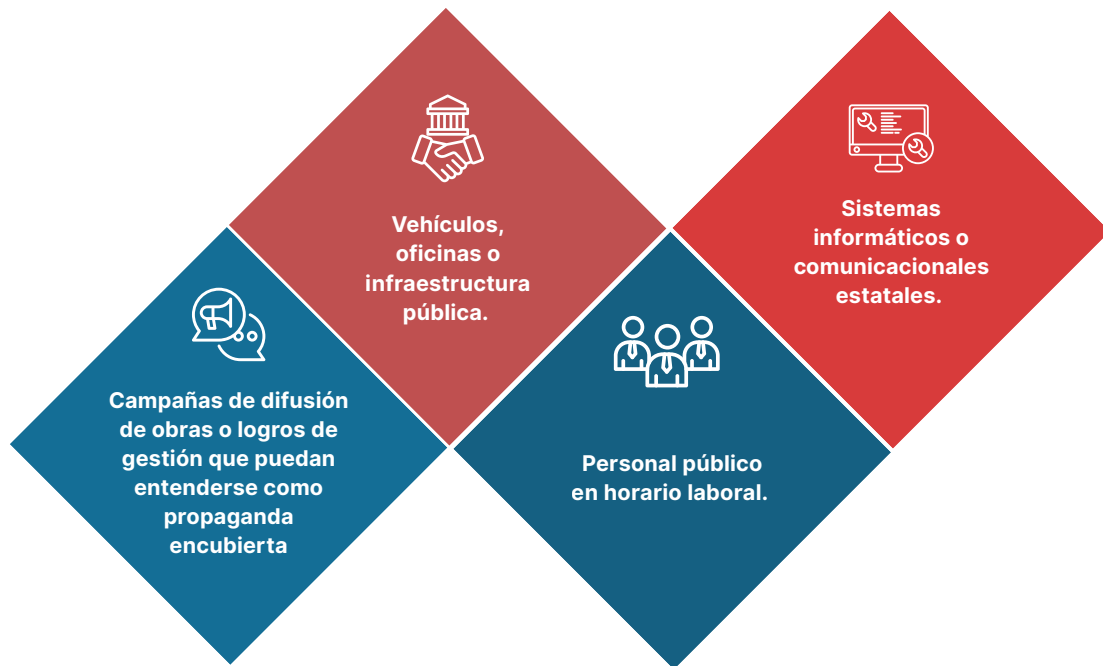 Campañas de difusión
de obras o logros de
gestión que puedan
entenderse como
propaganda
encubierta
Vehículos,
oficinas o
infraestructura
pública.
Personal público
en horario laboral.
Sistemas
informáticos o
comunicacionales
estatales.